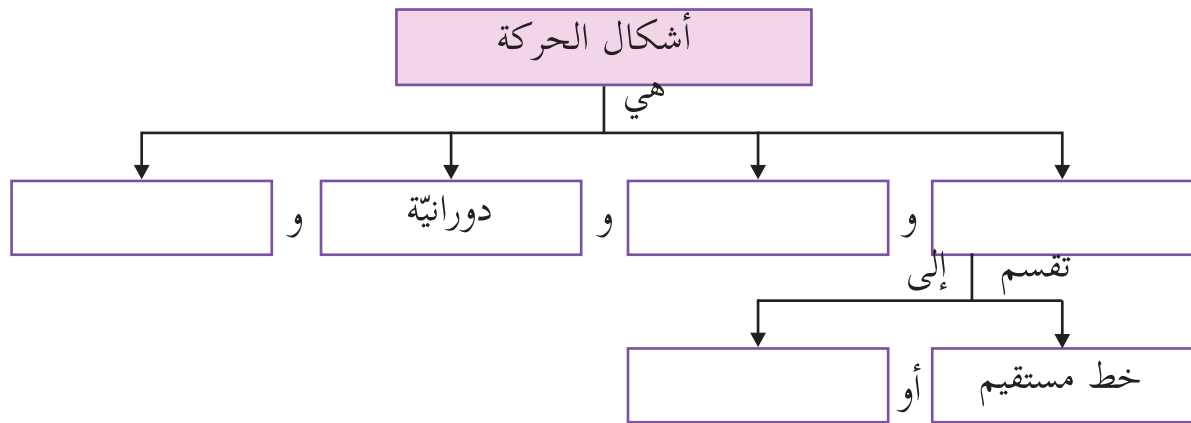 أشكال الحركة
هي
و دورانيّة و و
تقسم إلى
خط مستقيم أو